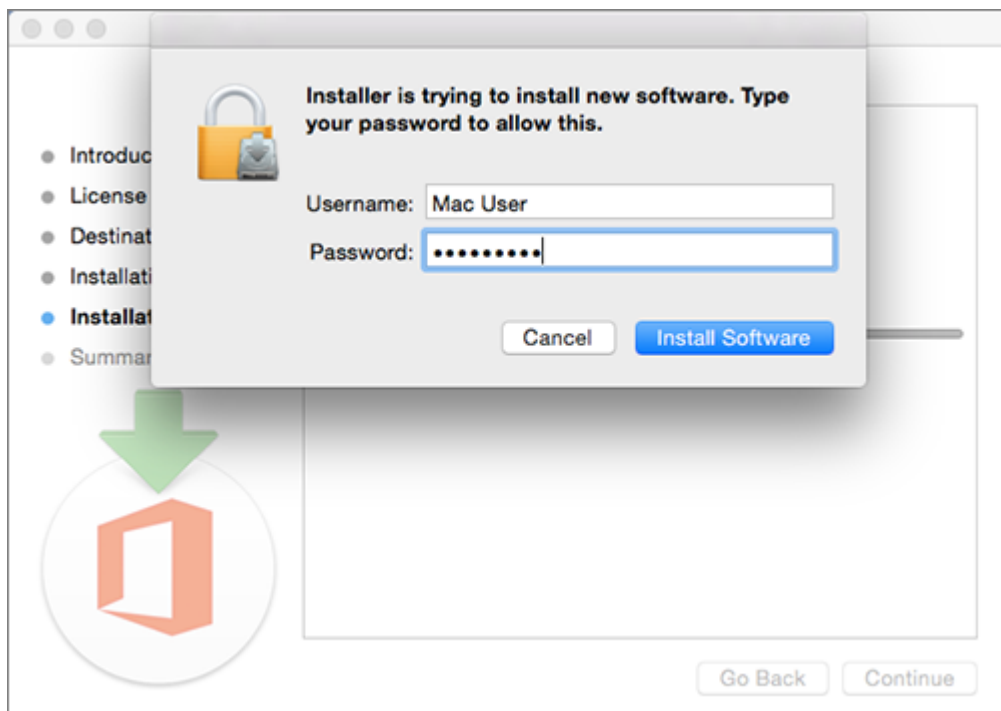 Installer is trying to install new software. Type
your password to allow this.
Username: Mac User
Password: •••••••••
Cancel
Install Software
Introduc
License
Destinat
Installati
Installat
Summar
Go Back
Continue